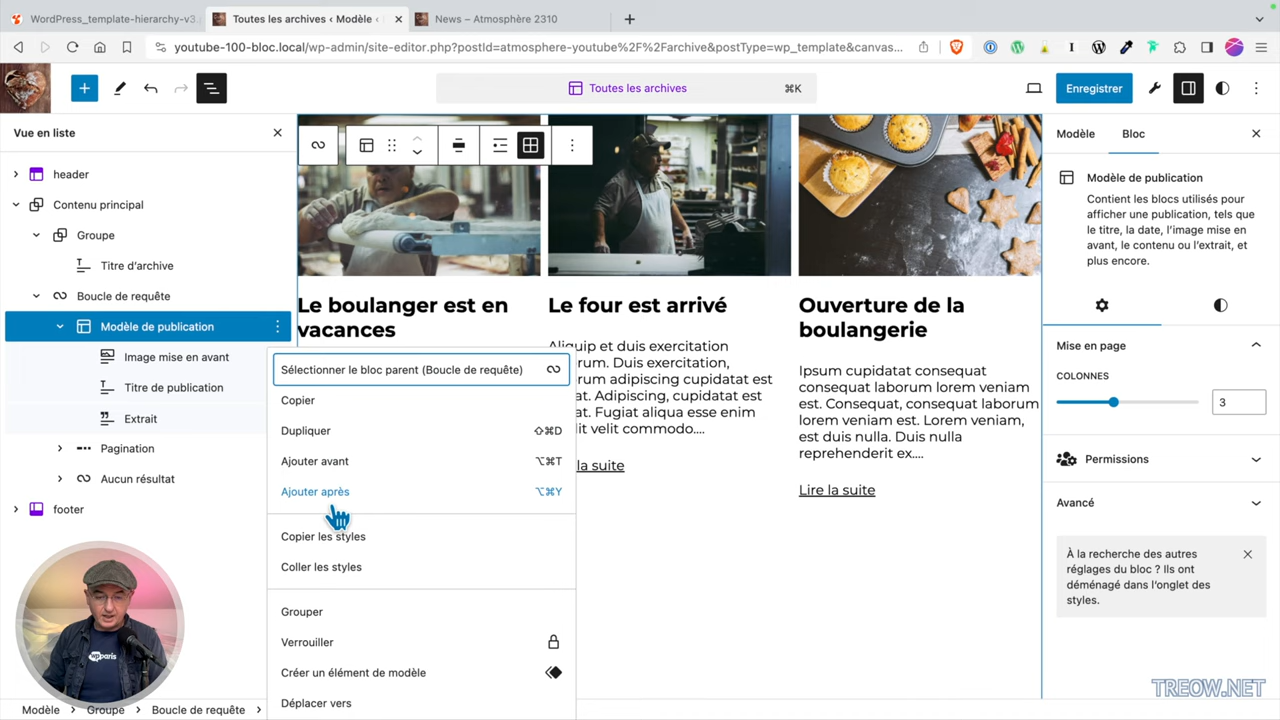 WordPress_template-hierarchy-v3
Toutes les archives ‹ Modèle ‹
News – Atmosphère 2310
youtube-100-bloc.local/wp-admin/site-editor.php?postId=atmosphere-youtube%2F%2Farchive&postType=wp_template&canvas...
Toutes les archives
⌘K
Enregistrer
Vue en liste
header
Contenu principal
Groupe
Titre d’archive
Boucle de requête
Modèle de publication
Image mise en avant
Titre de publication
Extrait
Pagination
Aucun résultat
footer
Sélectionner le bloc parent (Boucle de requête)
Copier
Dupliquer ⇧⌘D
Ajouter avant ⌥⌘T
Ajouter après ⌥⌘Y
Copier les styles
Coller les styles
Grouper
Verrouiller
Créer un élément de modèle
Déplacer vers
Le boulanger est en
vacances
Le four est arrivé
Aliquip et duis exercitation
rum. Duis exercitation,
rum adipiscing cupidatat est
at. Acing, cupidatat est
at. Fugiat aliqua esse enim
it velit commodo....
la suite
Ouverture de la
boulangerie
Ipsum cupidatat consequat
consequat laborum lorem veniam
est. Consequat, consequat laborum
lorem veniam est. Lorem veniam,
est duis nulla. Duis nulla
reprehenderit ex....
Lire la suite
Modèle
Bloc
Modèle de publication
Contient les blocs utilisés pour
afficher une publication, tels que
le titre, la date, l’image mise en
avant, le contenu ou l’extrait, et
plus encore.
Mise en page
COLONNES
3
Permissions
Avancé
À la recherche des autres
réglages du bloc ? Ils ont
déménagé dans l’onglet des
styles.
wpparis
TREOW.NET
Modèle > Groupe > Boucle de requête >